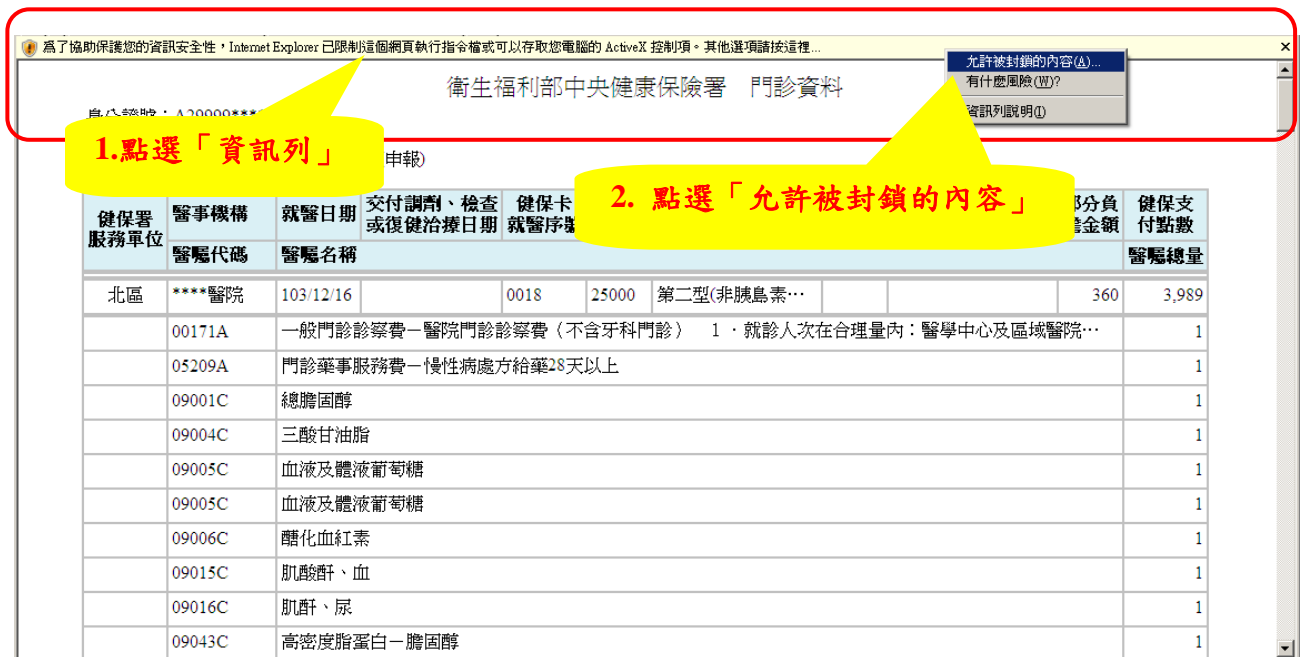 為了協助保護您的資訊安全性，Internet Explorer 已限制這個網頁執行指令檔或可以存取您電腦的 ActiveX 控制項。其他選項請按這裡...
允許被封鎖的內容(A)...
有什麼風險(W)?
資訊列說明(I)
衛生福利部中央健康保險署 門診資料
身分證號：A29999***
1.點選「資訊列」
申報)
2. 點選「允許被封鎖的內容」
健保署服務單位 醫事機構 就醫日期 交付調劑、檢查或復健治療日期 健保卡就醫序號 部分負擔金額 健保支付點數
醫囑代碼 醫囑名稱 醫囑總量
北區 ****醫院 103/12/16 0018 25000 第二型(非胰島素… 360 3,989
00171A 一般門診診察費－醫院門診診察費（不含牙科門診） 1．就診人次在合理量內：醫學中心及區域醫院… 1
05209A 門診藥事服務費－慢性病處方給藥28天以上 1
09001C 總膽固醇 1
09004C 三酸甘油脂 1
09005C 血液及體液葡萄糖 1
09005C 血液及體液葡萄糖 1
09006C 醣化血紅素 1
09015C 肌酸酐、血 1
09016C 肌酐、尿 1
09043C 高密度脂蛋白－膽固醇 1